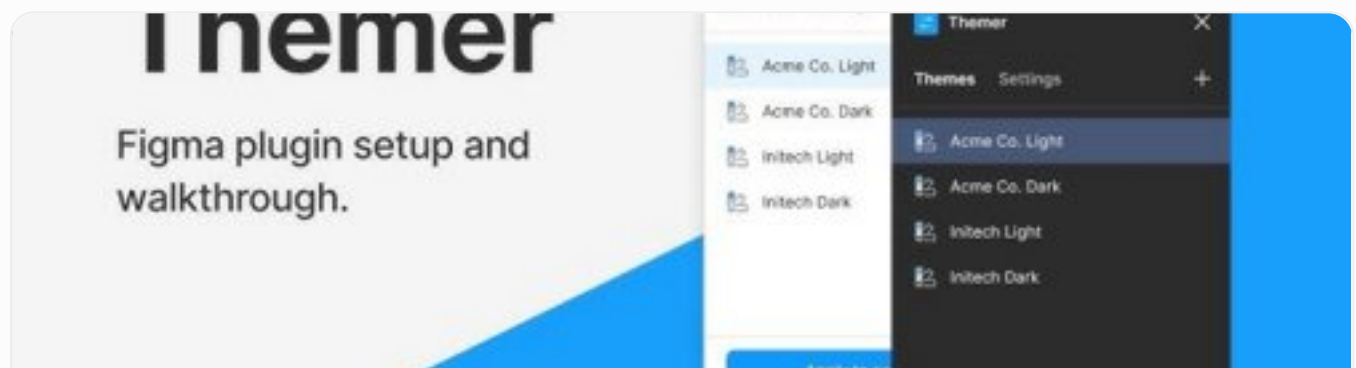 Themer
Figma plugin setup and
walkthrough.
Acme Co. Light
Acme Co. Dark
Initech Light
Initech Dark
Themer
Themes Settings
Acme Co. Light
Acme Co. Dark
Initech Light
Initech Dark